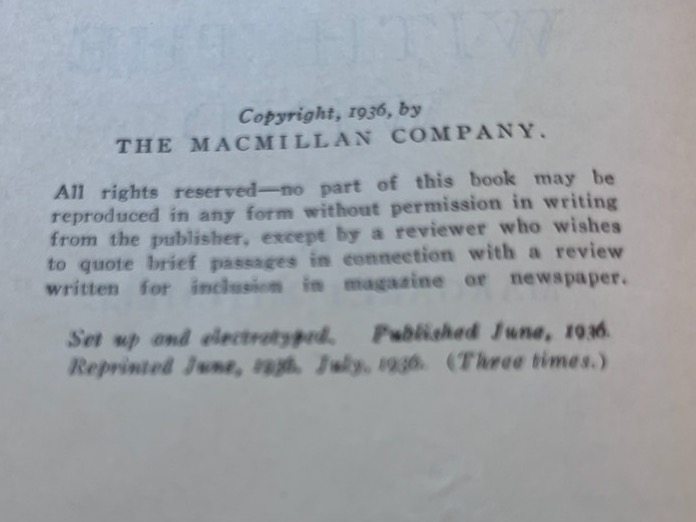 Copyright, 1936, by
THE MACMILLAN COMPANY.
All rights reserved—no part of this book may be
reproduced in any form without permission in writing
from the publisher, except by a reviewer who wishes
to quote brief passages in connection with a review
written for inclusion in magazine or newspaper.
Set up and electrotyped. Published June, 1936.
Reprinted June, 1936. July, 1936. (Three times.)